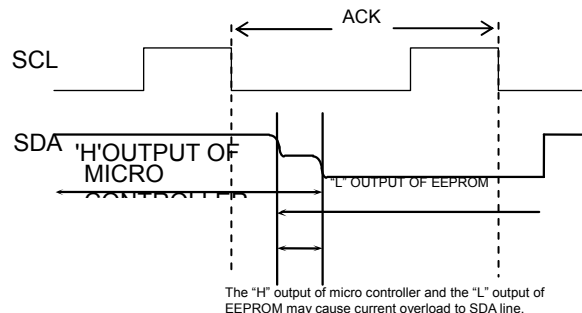 ACK
SCL
SDA
'H'OUTPUT OF
MICRO
CONTROLLER
"L" OUTPUT OF EEPROM
The "H" output of micro controller and the "L" output of
EEPROM may cause current overload to SDA line.